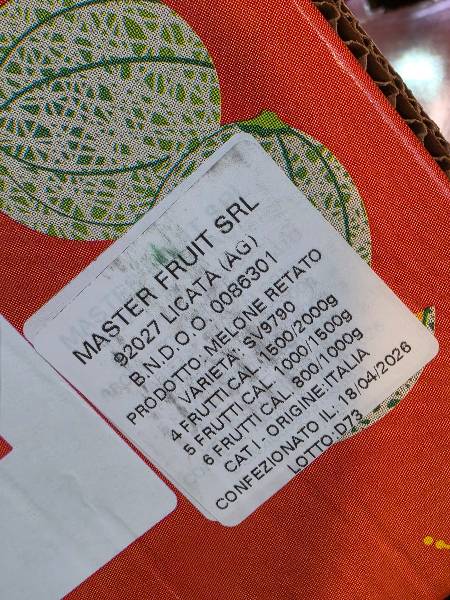 MASTER FRUIT SRL
92027 LICATA (AG)
B.N.D.O.O. 0086301
PRODOTTO: MELONE RETATO
VARIETA': SV9790
4 FRUTTI CAL. 1500/2000g
5 FRUTTI CAL. 1000/1500g
6 FRUTTI CAL. 800/1000g
CAT I - ORIGINE:ITALIA
CONFEZIONATO IL: 18/04/2026
LOTTO:D73